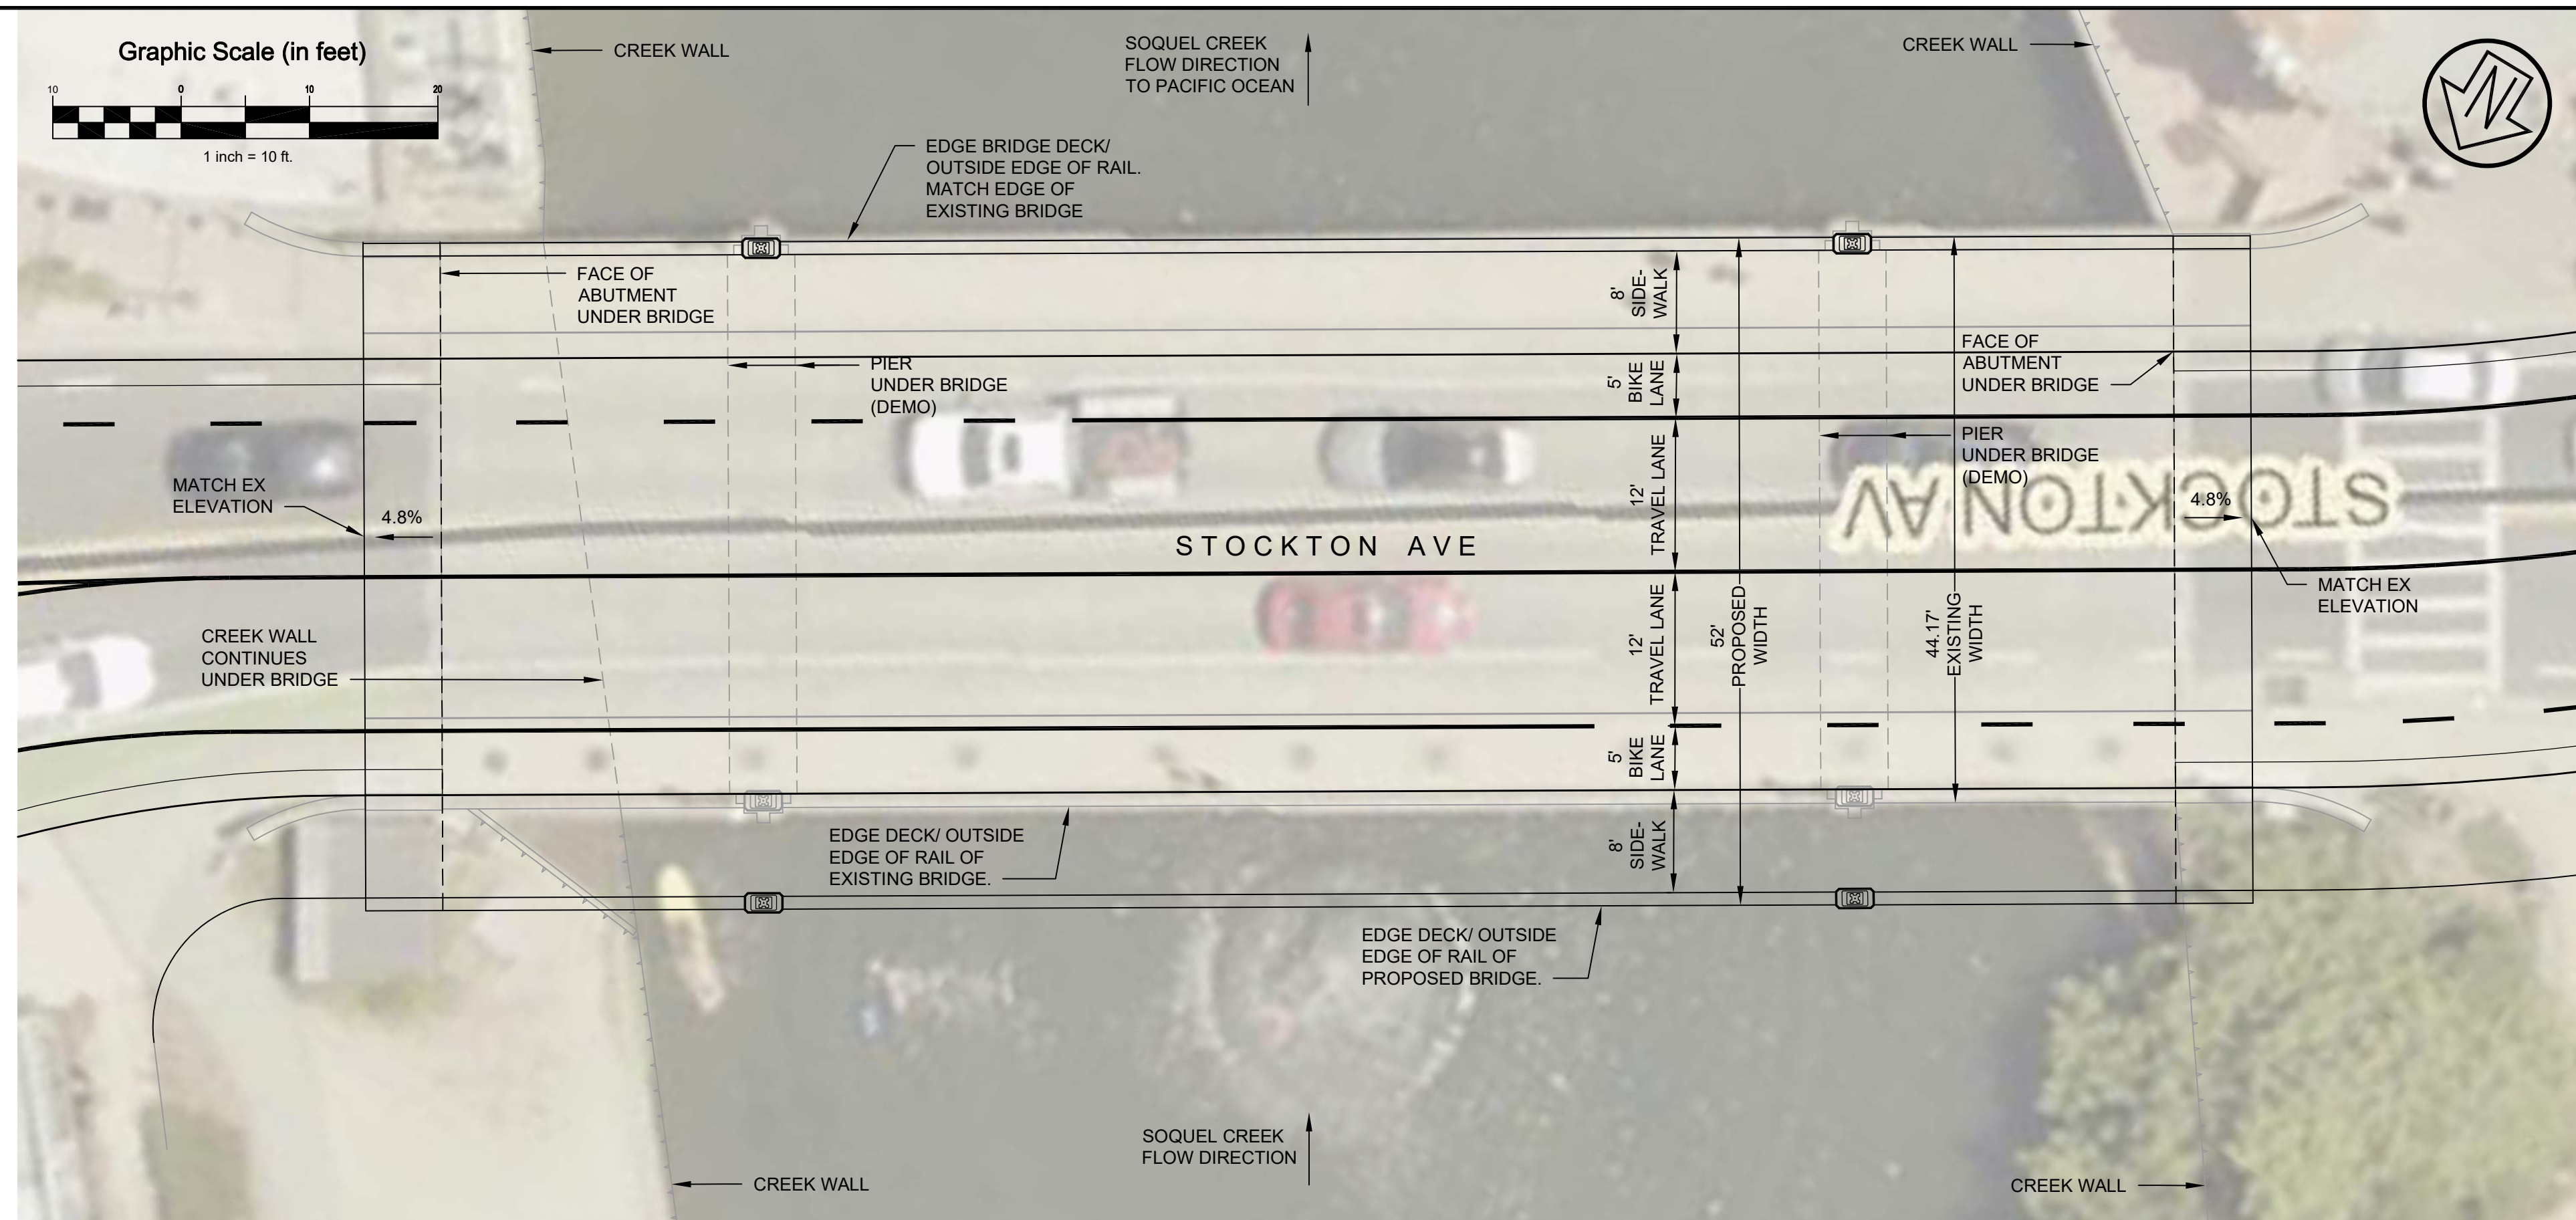 Graphic Scale (in feet)
10 0 10 20
1 inch = 10 ft.
CREEK WALL
SOQUEL CREEK
FLOW DIRECTION
TO PACIFIC OCEAN
CREEK WALL
N
EDGE BRIDGE DECK/
OUTSIDE EDGE OF RAIL.
MATCH EDGE OF
EXISTING BRIDGE
FACE OF
ABUTMENT
UNDER BRIDGE
8'
SIDE-
WALK
PIER
UNDER BRIDGE
(DEMO)
5'
BIKE
LANE
FACE OF
ABUTMENT
UNDER BRIDGE
PIER
UNDER BRIDGE
(DEMO)
MATCH EX
ELEVATION
4.8%
12'
TRAVEL LANE
STOCKTON AV
4.8%
STOCKTON AVE
MATCH EX
ELEVATION
CREEK WALL
CONTINUES
UNDER BRIDGE
12'
TRAVEL LANE
52'
PROPOSED
WIDTH
44.17'
EXISTING
WIDTH
5'
BIKE
LANE
EDGE DECK/ OUTSIDE
EDGE OF RAIL OF
EXISTING BRIDGE.
8'
SIDE-
WALK
EDGE DECK/ OUTSIDE
EDGE OF RAIL OF
PROPOSED BRIDGE.
SOQUEL CREEK
FLOW DIRECTION
CREEK WALL
CREEK WALL